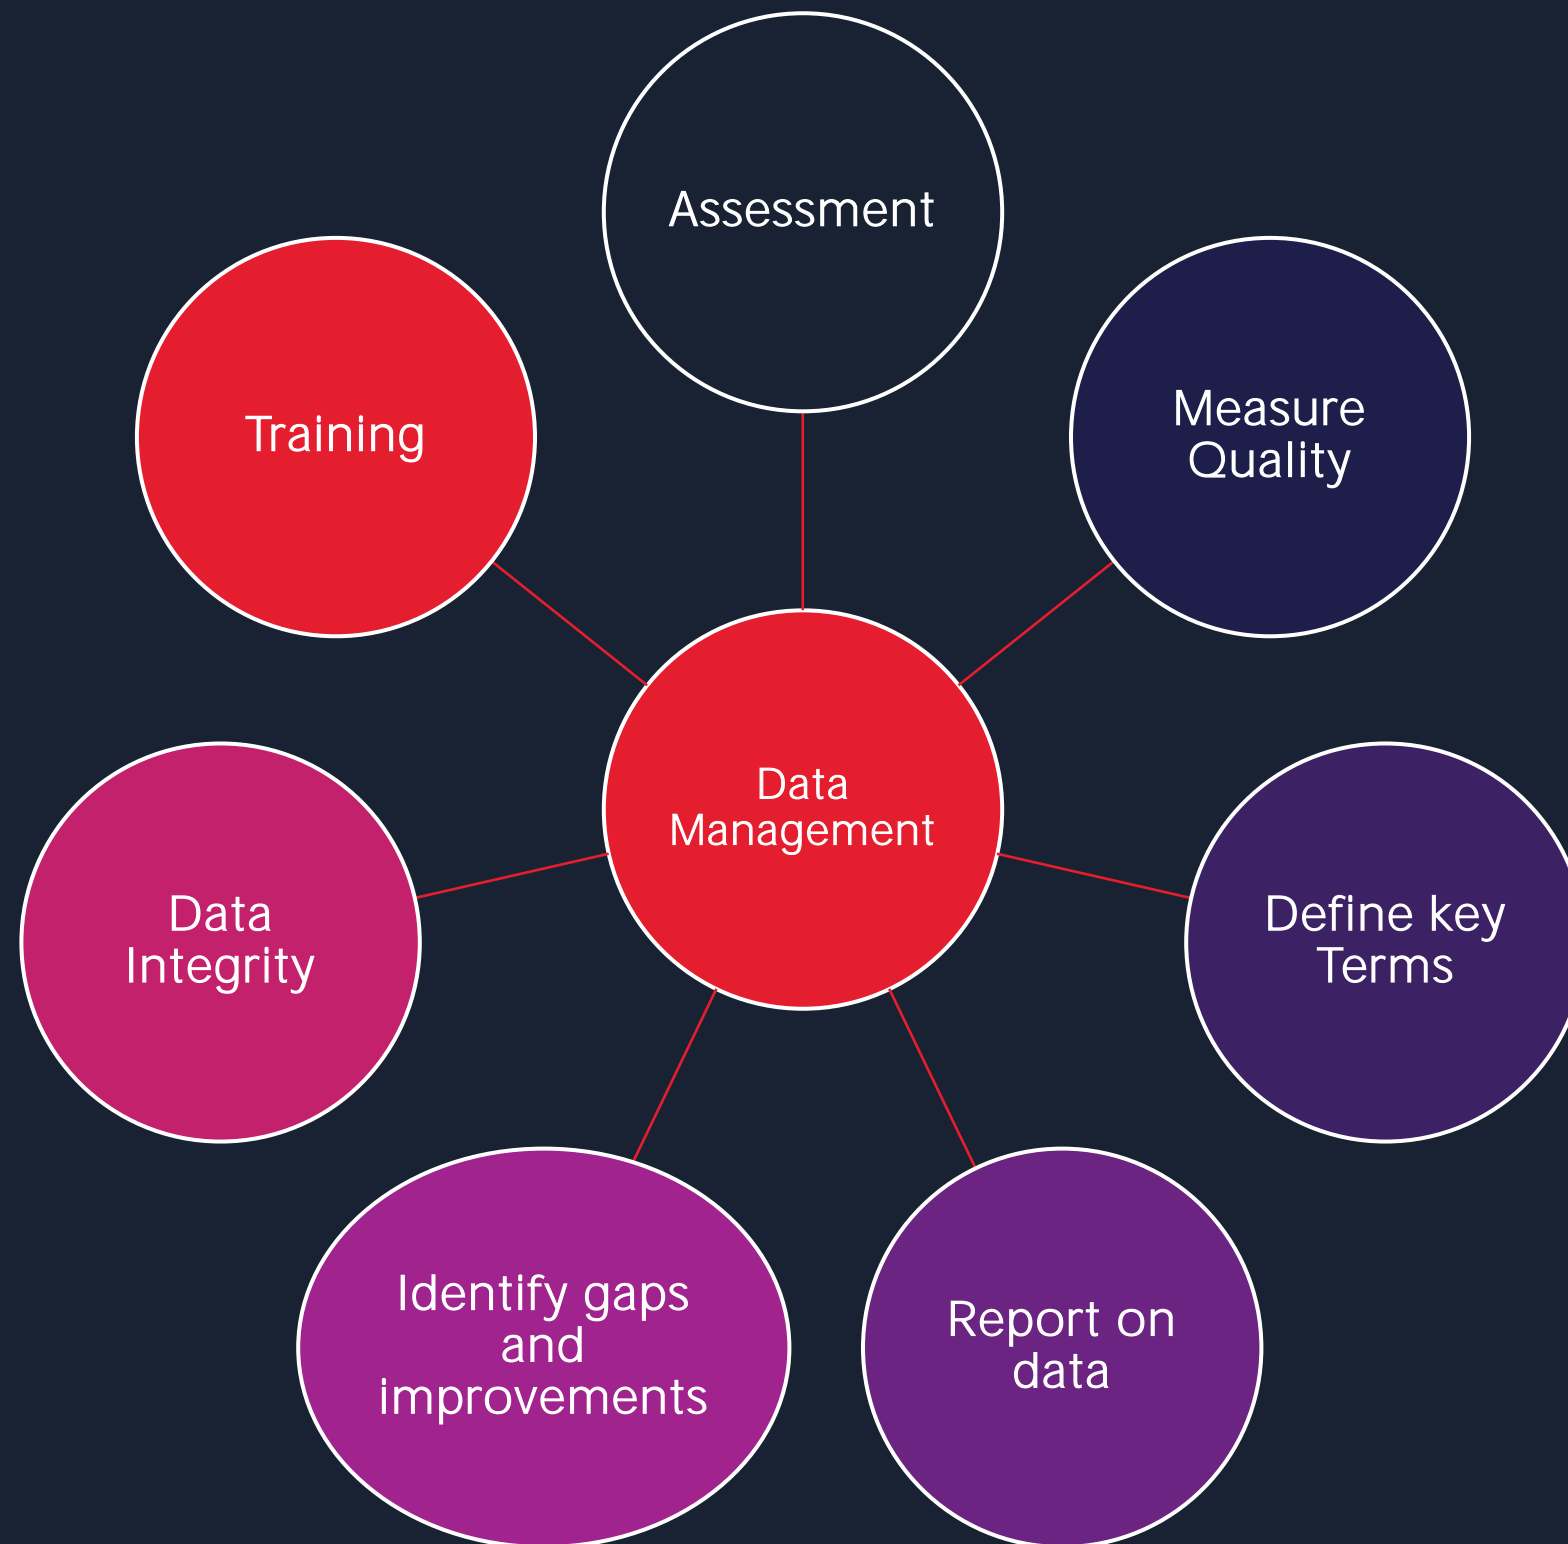 Assessment
Training
Measure
Quality
Data
Management
Data
Integrity
Define key
Terms
Identify gaps
and
improvements
Report on
data